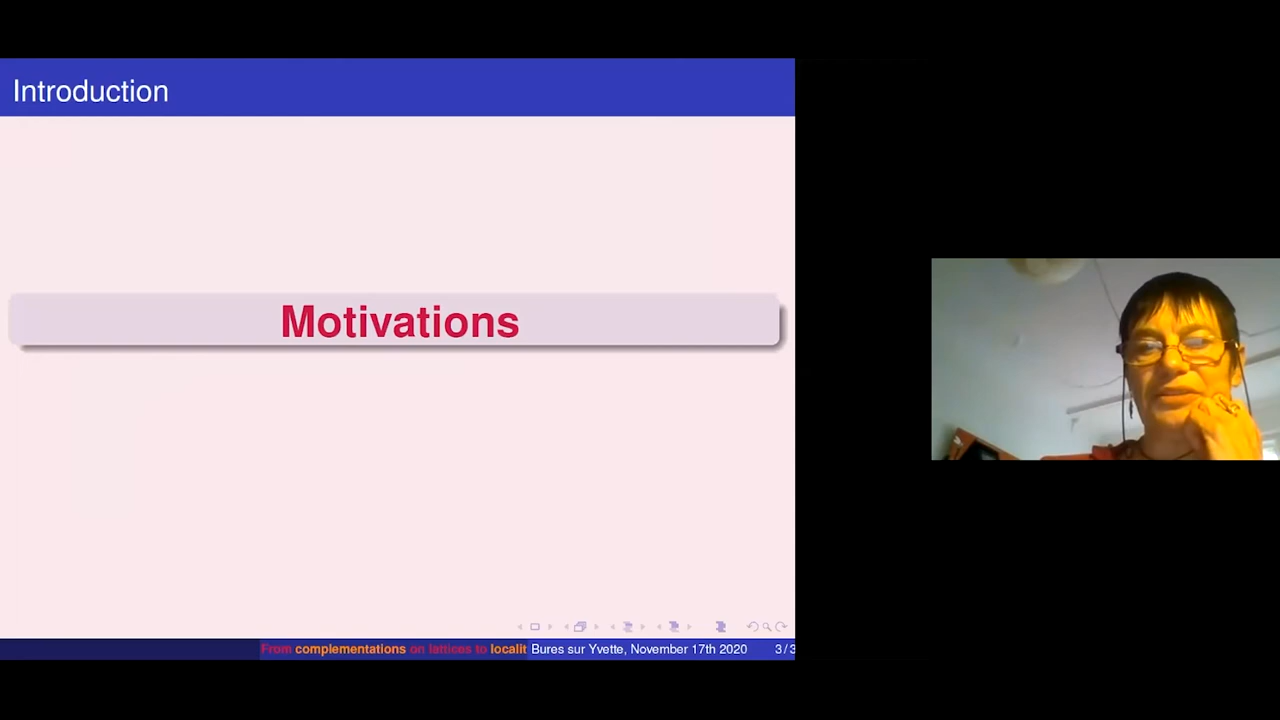 Introduction
Motivations
From complementations on lattices to localit Bures sur Yvette, November 17th 2020 3/3